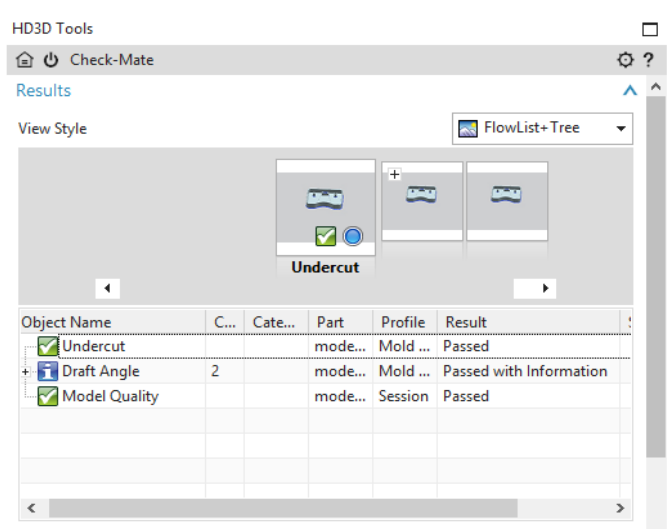 HD3D Tools
Check-Mate ?
Results
View Style FlowList+Tree
Undercut
Object Name C... Cate... Part Profile Result
Undercut mode... Mold ... Passed
Draft Angle 2 mode... Mold ... Passed with Information
Model Quality mode... Session Passed